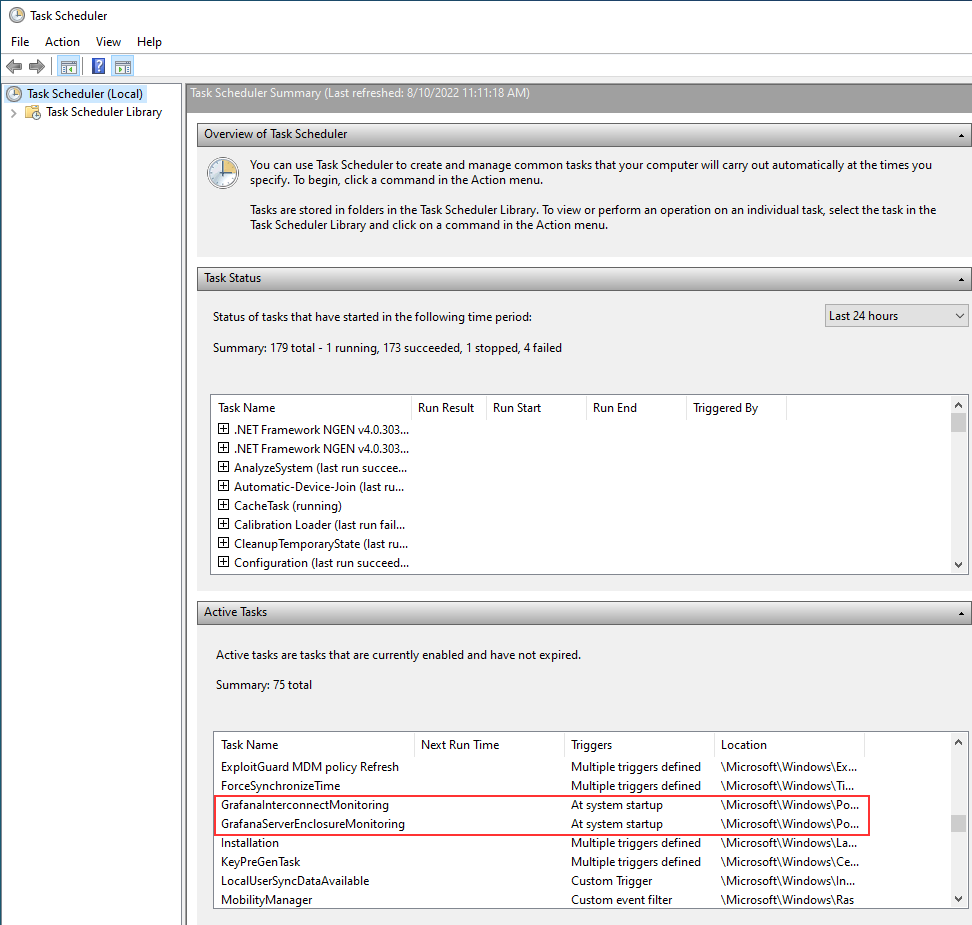 Task Scheduler
File Action View Help
Task Scheduler (Local)
Task Scheduler Library
Task Scheduler Summary (Last refreshed: 8/10/2022 11:11:18 AM)
Overview of Task Scheduler
You can use Task Scheduler to create and manage common tasks that your computer will carry out automatically at the times you
specify. To begin, click a command in the Action menu.
Tasks are stored in folders in the Task Scheduler Library. To view or perform an operation on an individual task, select the task in the
Task Scheduler Library and click on a command in the Action menu.
Task Status
Status of tasks that have started in the following time period:
Last 24 hours
Summary: 179 total - 1 running, 173 succeeded, 1 stopped, 4 failed
Task Name Run Result Run Start Run End Triggered By
.NET Framework NGEN v4.0.303...
.NET Framework NGEN v4.0.303...
AnalyzeSystem (last run succee...
Automatic-Device-Join (last ru...
CacheTask (running)
Calibration Loader (last run fail...
CleanupTemporaryState (last ru...
Configuration (last run succeed...
Active Tasks
Active tasks are tasks that are currently enabled and have not expired.
Summary: 75 total
Task Name Next Run Time Triggers Location
ExploitGuard MDM policy Refresh Multiple triggers defined \Microsoft\Windows\Ex...
ForceSynchronizeTime Multiple triggers defined \Microsoft\Windows\Ti...
GrafanaInterconnectMonitoring At system startup \Microsoft\Windows\Po...
GrafanaServerEnclosureMonitoring At system startup \Microsoft\Windows\Po...
Installation Multiple triggers defined \Microsoft\Windows\La...
KeyPreGenTask Multiple triggers defined \Microsoft\Windows\Ce...
LocalUserSyncDataAvailable Custom Trigger \Microsoft\Windows\In...
MobilityManager Custom event filter \Microsoft\Windows\Ras